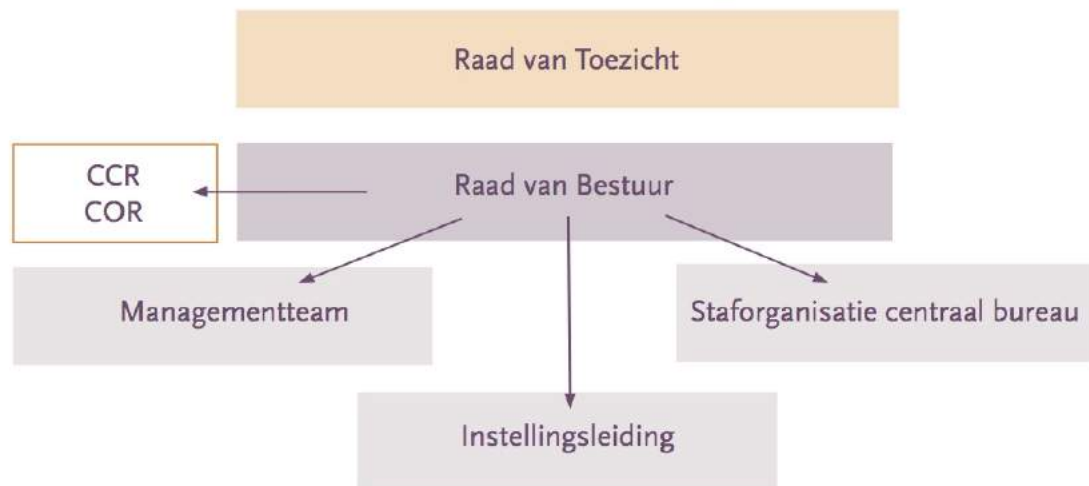 Raad van Toezicht
CCR
COR
Raad van Bestuur
Managementteam
Staforganisatie centraal bureau
Instellingsleiding